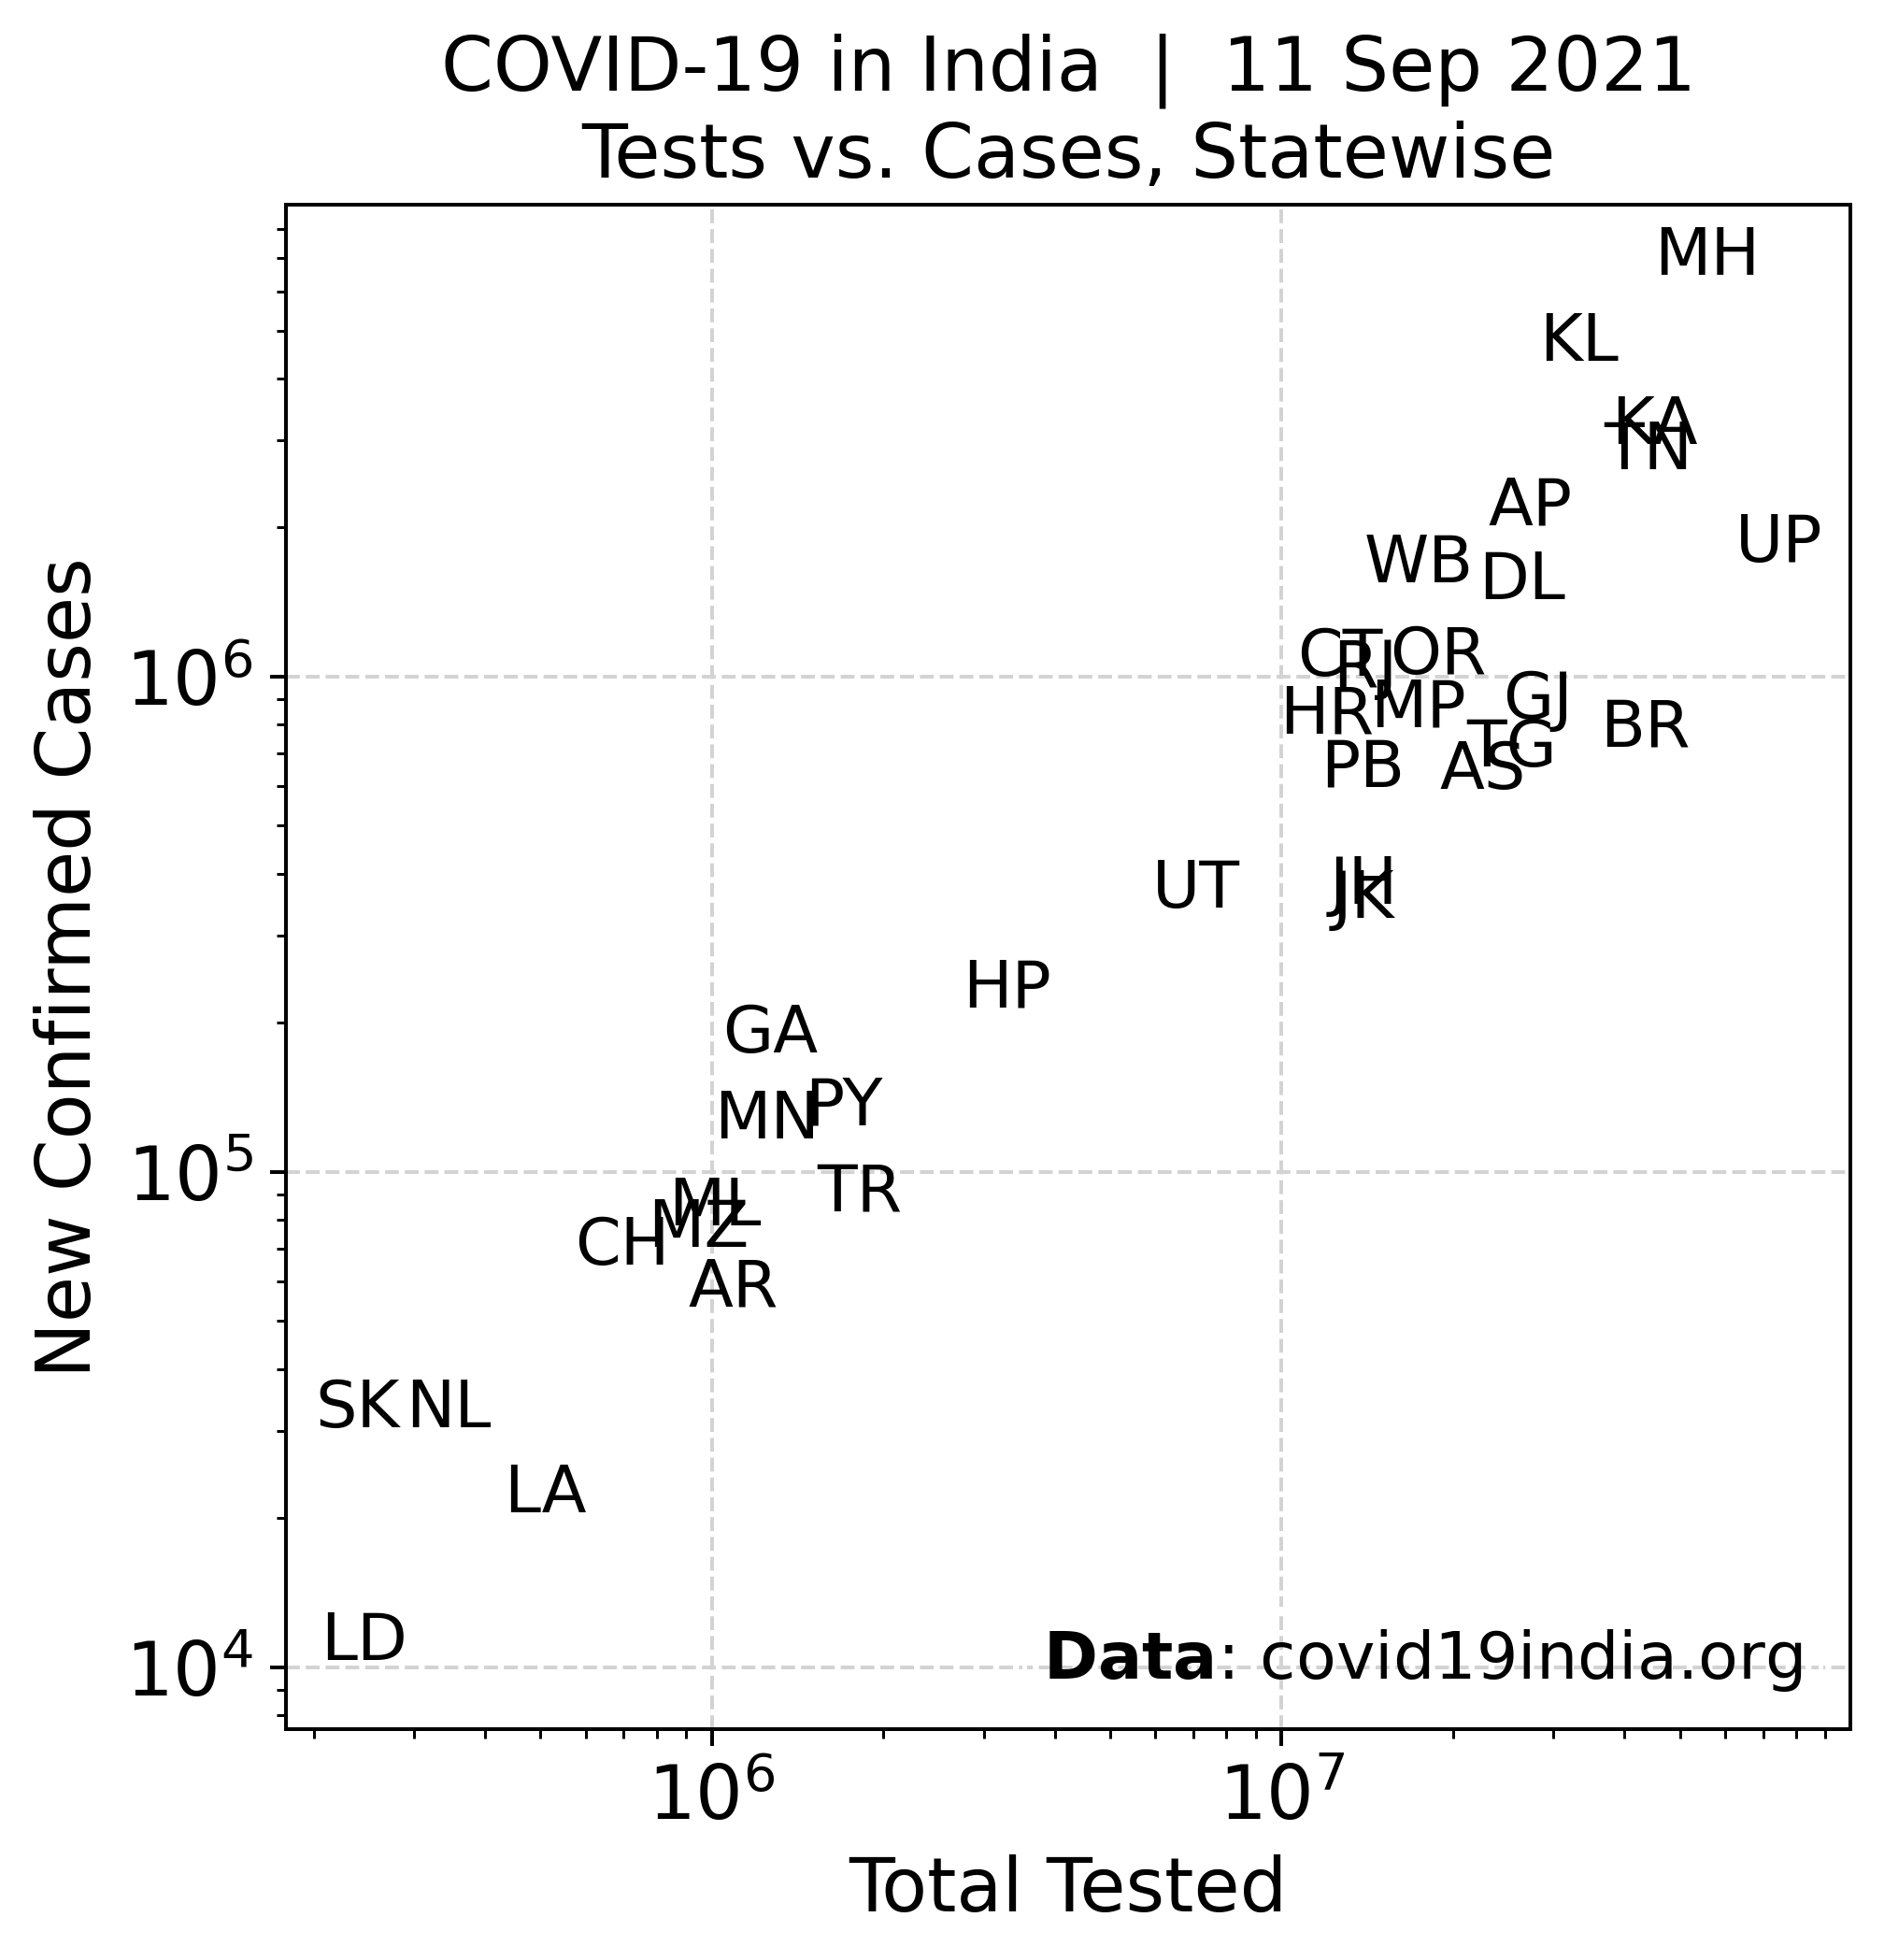 COVID-19 in India | 11 Sep 2021
Tests vs. Cases, Statewise
MH
KL
KA
TN
AP
UP
WB
DL
CT
OR
RJ
GJ
MP
HR
BR
TG
PB
AS
UT
JH
JK
HP
GA
PY
MN
TR
ML
MZ
CH
AR
SK
NL
LA
LD
Data: covid19india.org
New Confirmed Cases
10⁶
10⁵
10⁴
10⁶
10⁷
Total Tested